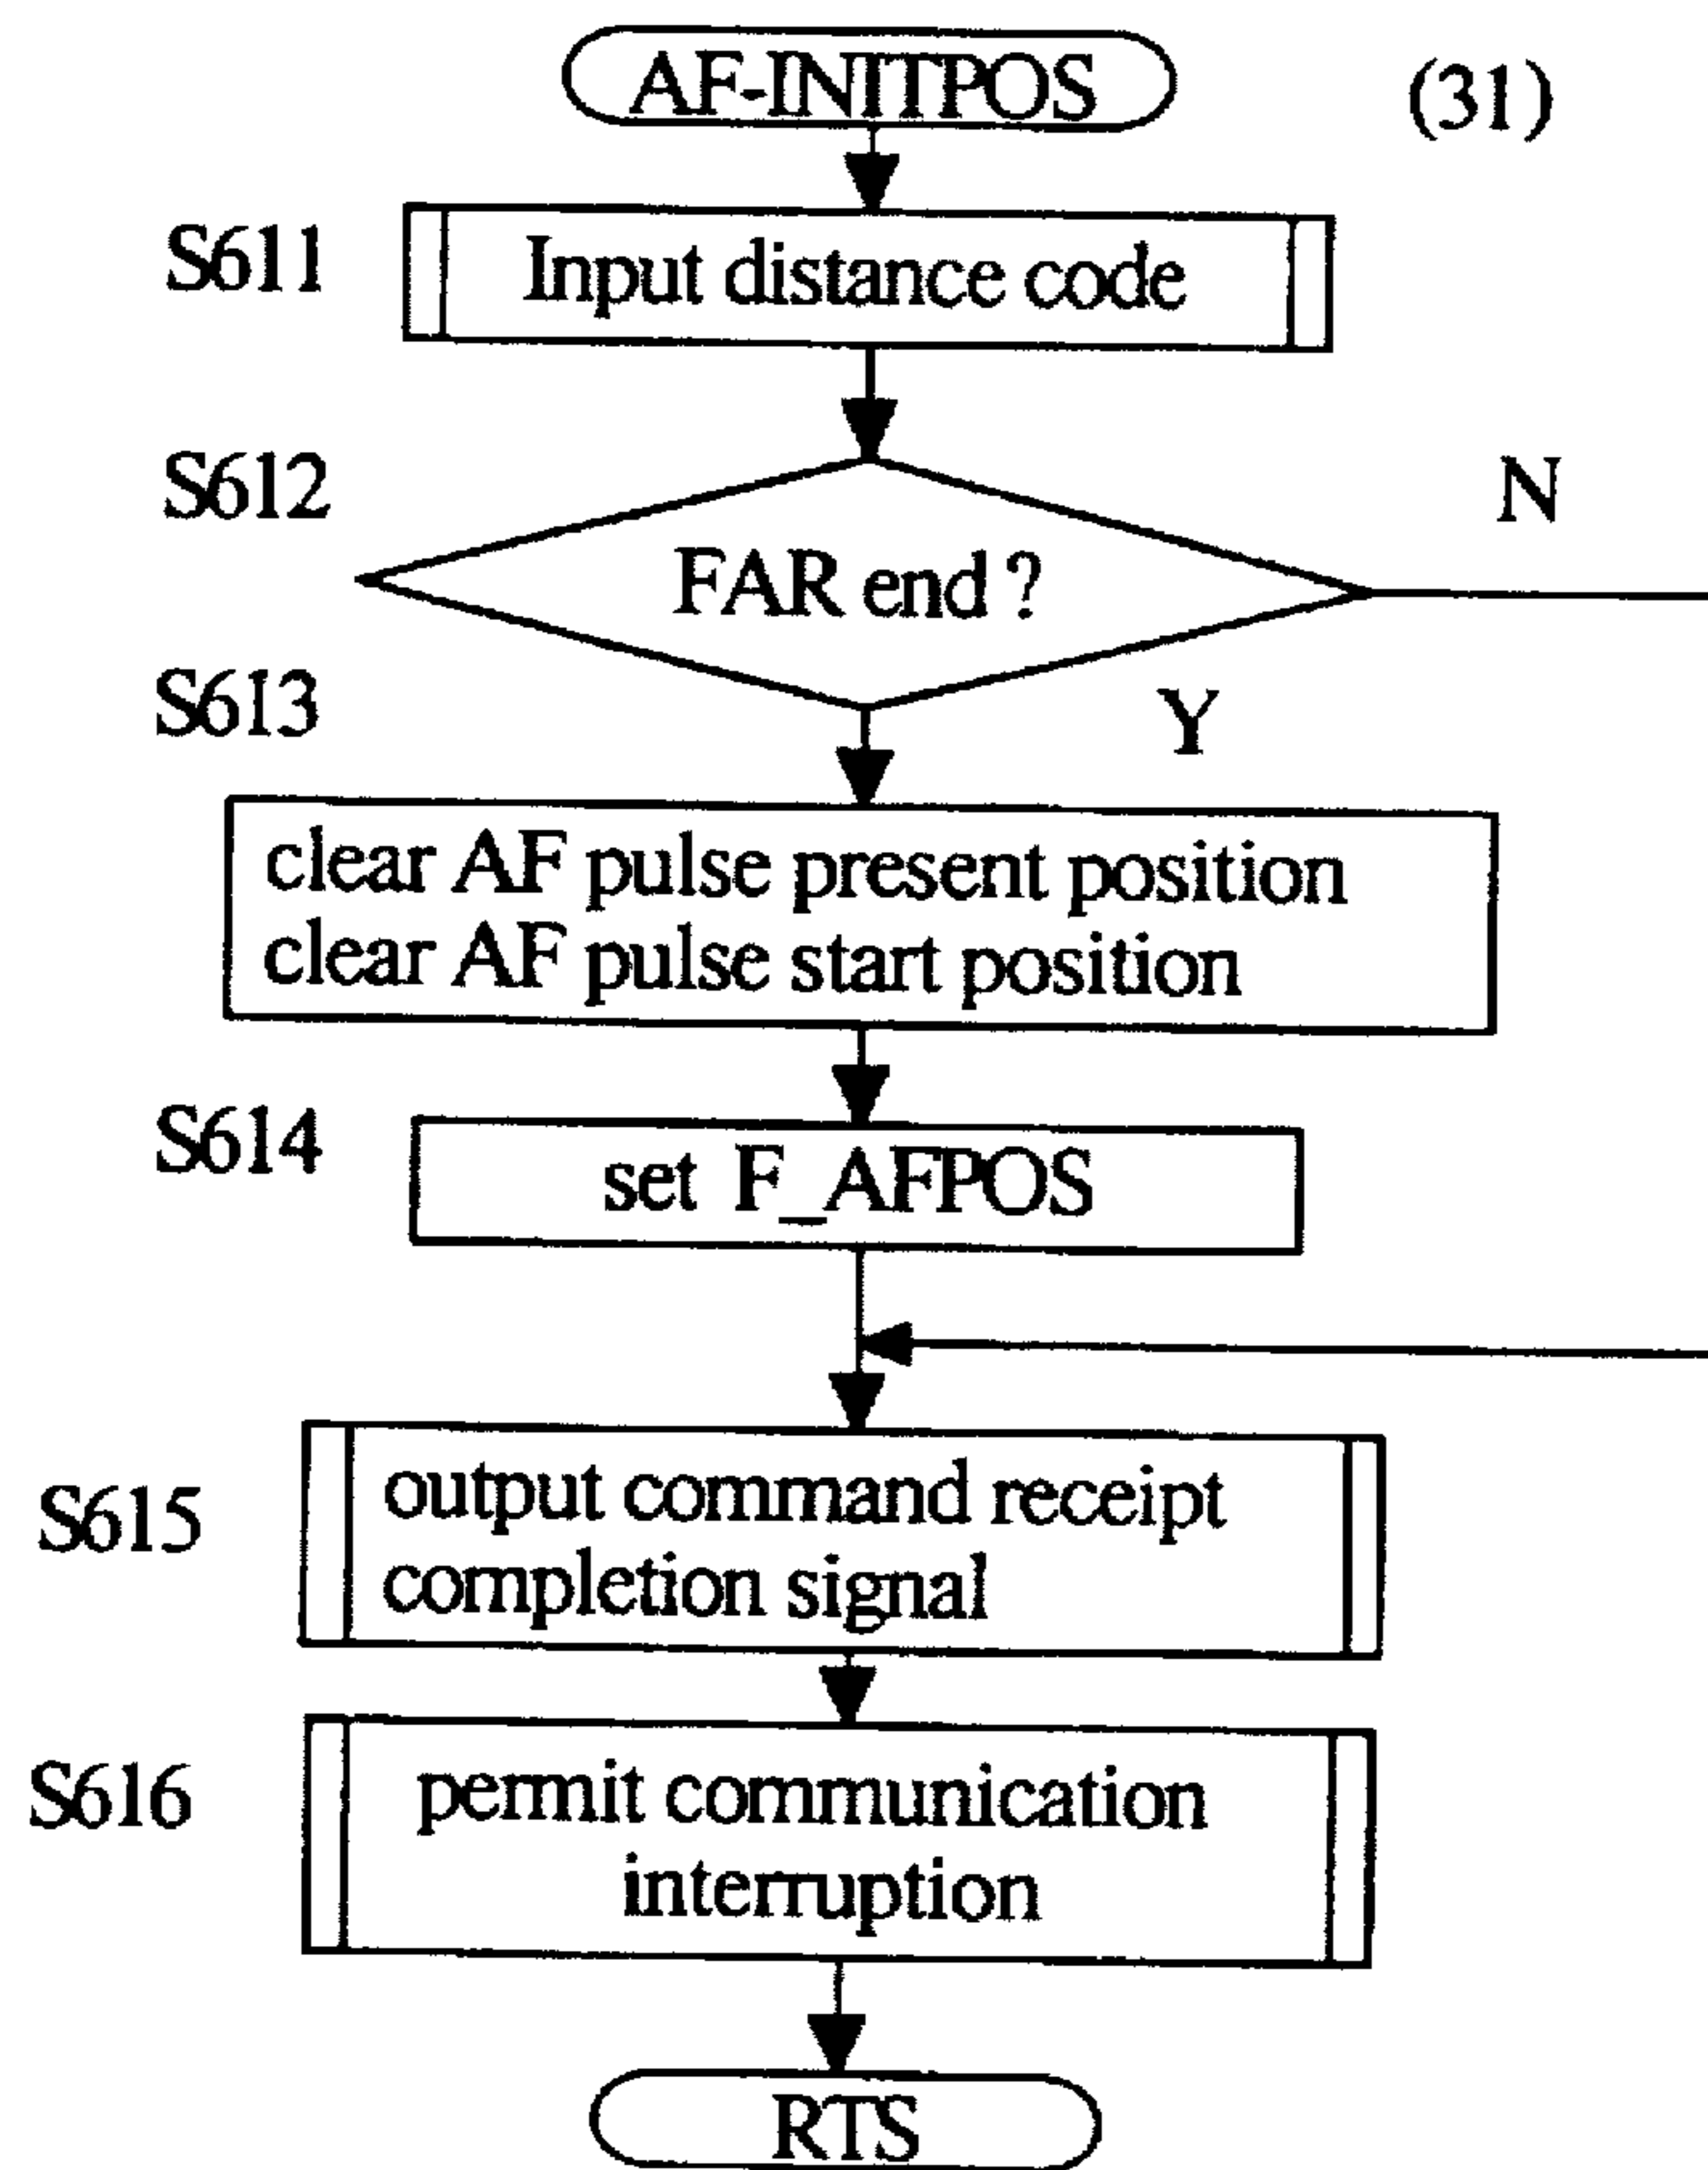 AF-INITPOS
(31)
S611
Input distance code
S612
N
FAR end ?
S613
Y
clear AF pulse present position
clear AF pulse start position
S614
set F_AFPOS
S615
output command receipt
completion signal
S616
permit communication
interruption
RTS